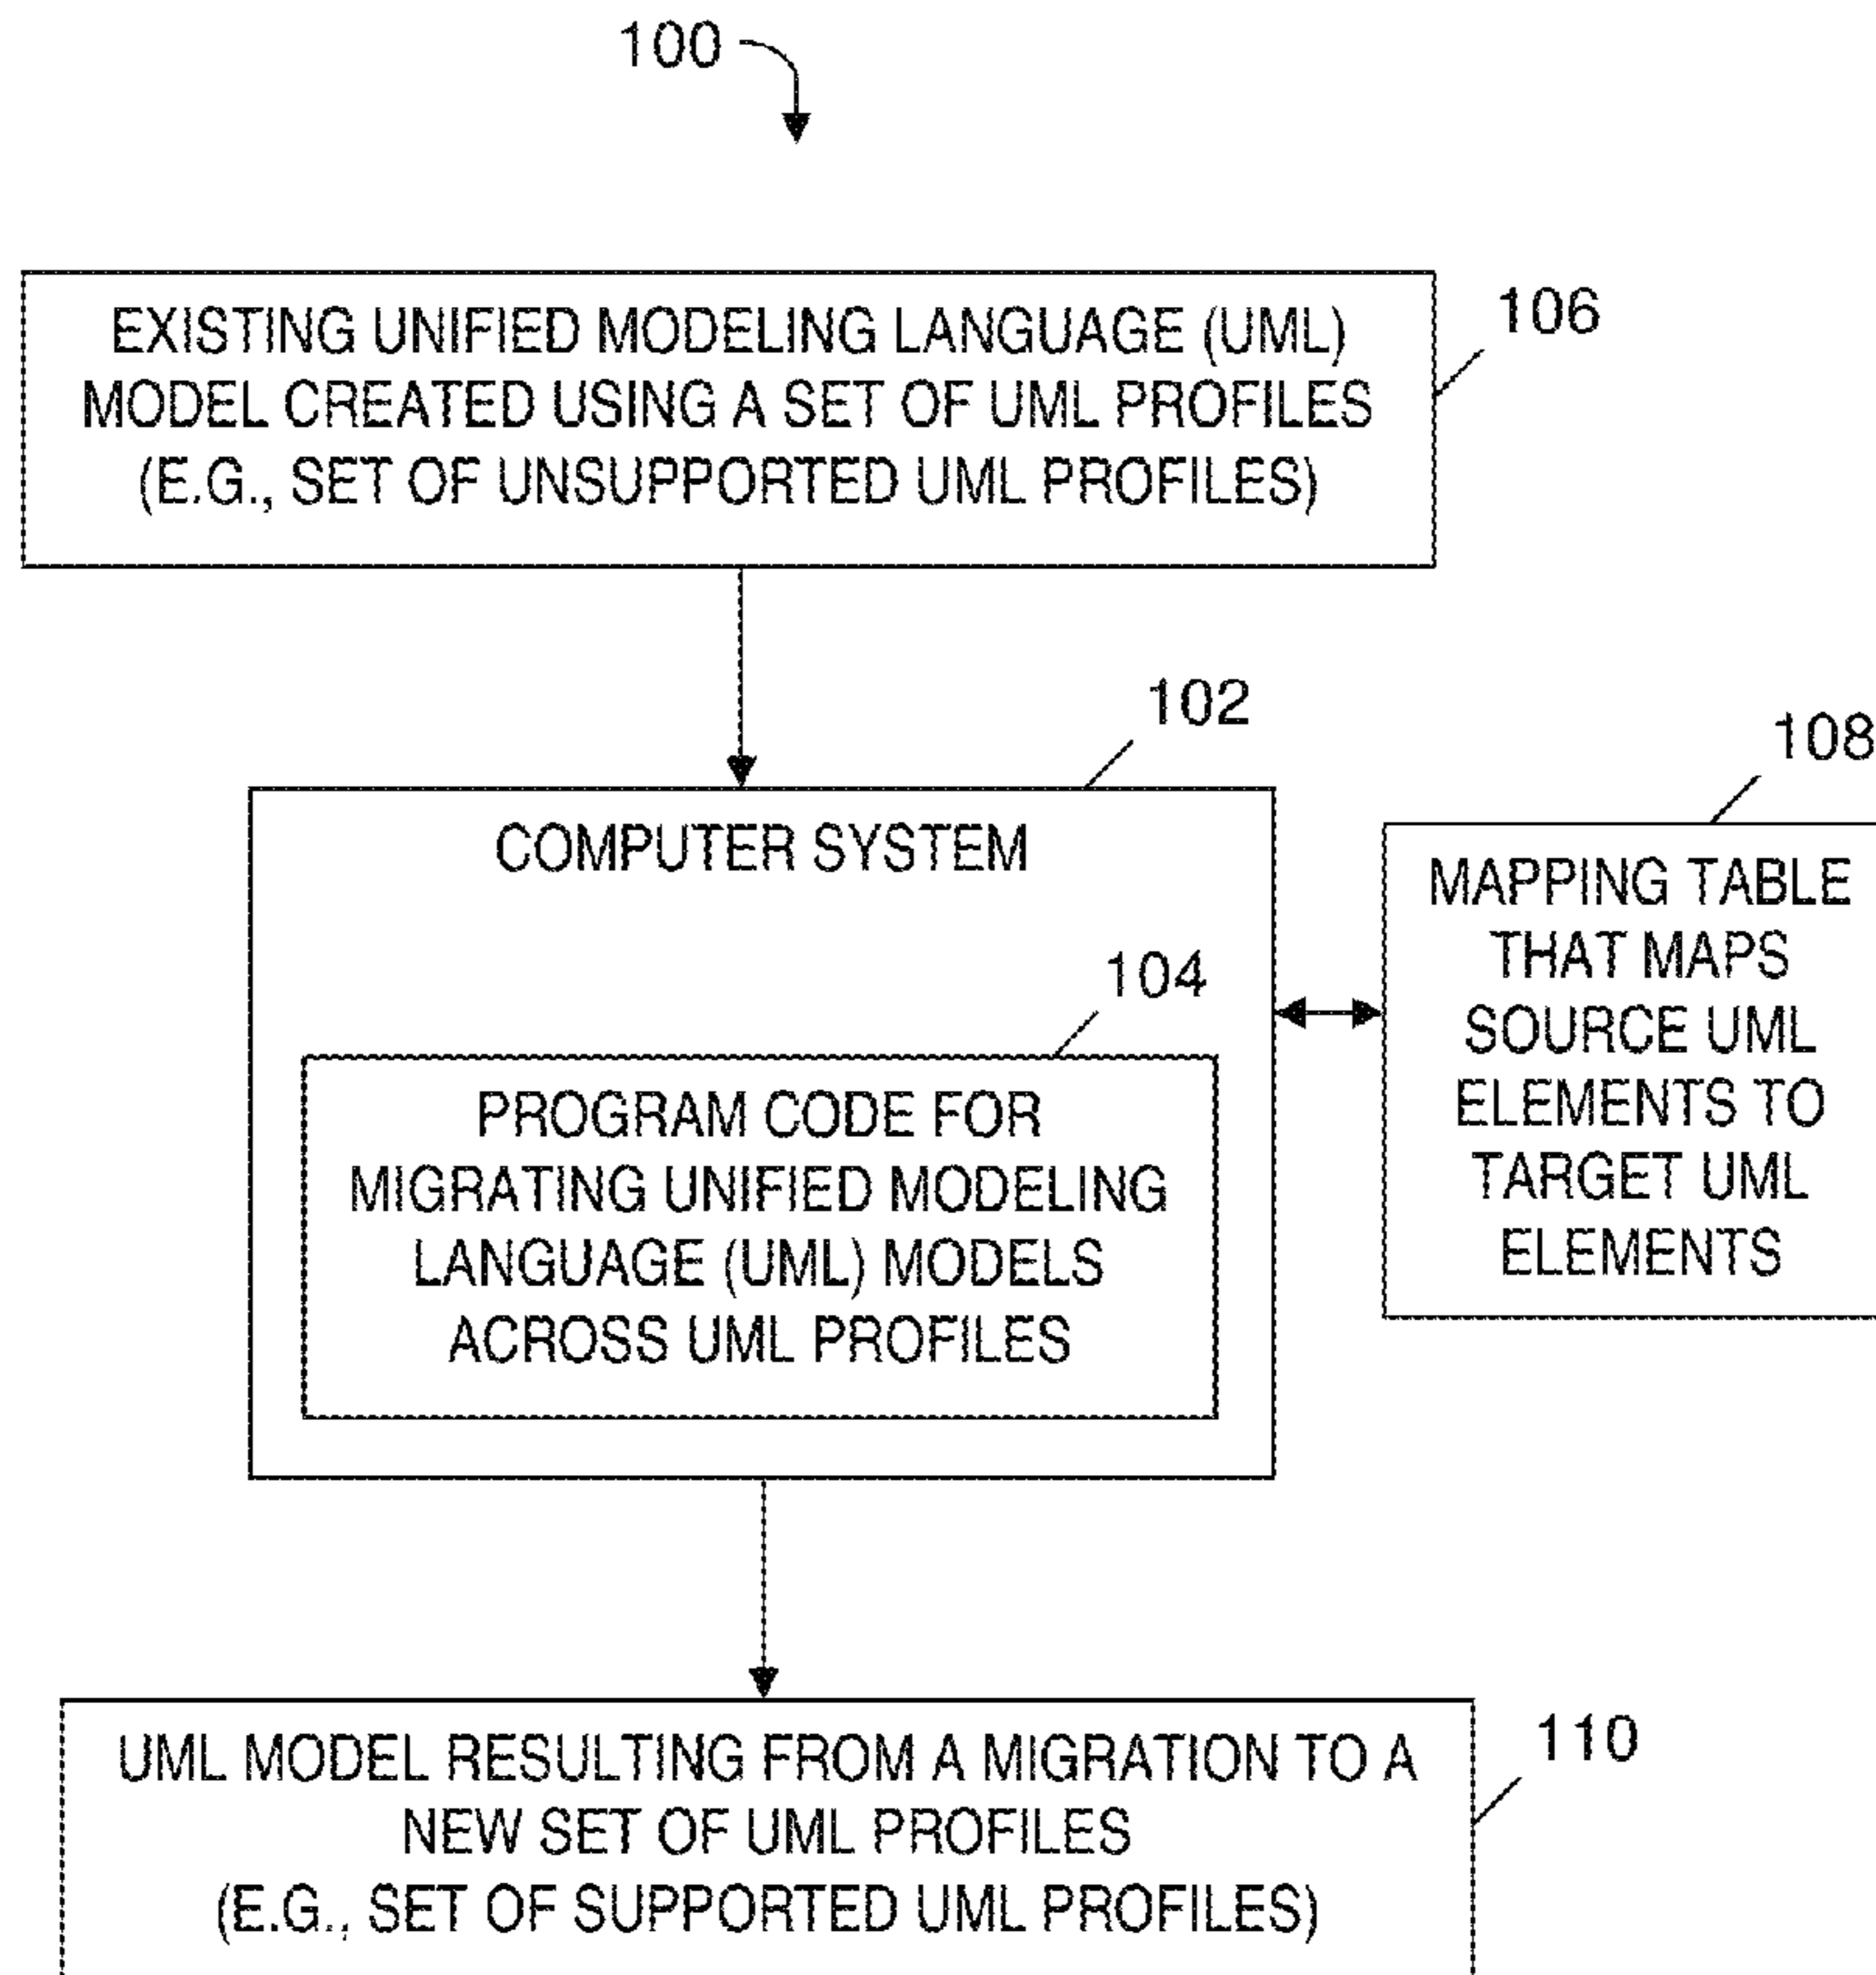 100
EXISTING UNIFIED MODELING LANGUAGE (UML)
MODEL CREATED USING A SET OF UML PROFILES
(E.G., SET OF UNSUPPORTED UML PROFILES)
106
102
COMPUTER SYSTEM
104
PROGRAM CODE FOR
MIGRATING UNIFIED MODELING
LANGUAGE (UML) MODELS
ACROSS UML PROFILES
108
MAPPING TABLE
THAT MAPS
SOURCE UML
ELEMENTS TO
TARGET UML
ELEMENTS
UML MODEL RESULTING FROM A MIGRATION TO A
NEW SET OF UML PROFILES
(E.G., SET OF SUPPORTED UML PROFILES)
110